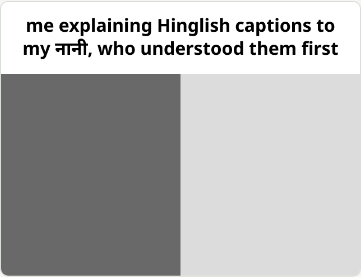 me explaining Hinglish captions to
my नानी, who understood them first